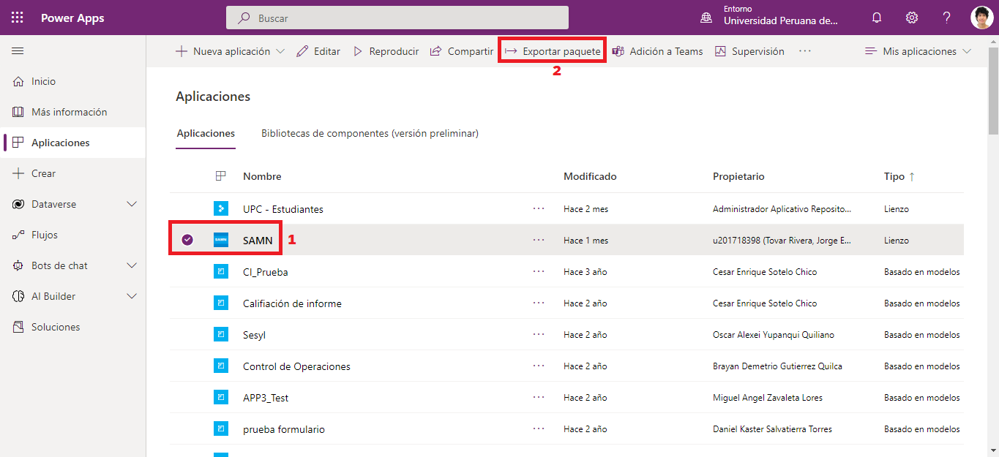 Power Apps
Buscar
Entorno
Universidad Peruana de...
Nueva aplicación
Editar
Reproducir
Compartir
Exportar paquete
Adición a Teams
Supervisión
...
Mis aplicaciones
2
Inicio
Más información
Aplicaciones
Crear
Dataverse
Flujos
Bots de chat
AI Builder
Soluciones
Aplicaciones
Aplicaciones Bibliotecas de componentes (versión preliminar)
Nombre Modificado Propietario Tipo ↑
UPC - Estudiantes ... Hace 2 mes Administrador Aplicativo Reposito... Lienzo
SAMN SAMN 1 ... Hace 1 mes u201718398 (Tovar Rivera, Jorge E... Lienzo
CI_Prueba ... Hace 3 año Cesar Enrique Sotelo Chico Basado en modelos
Califiación de informe ... Hace 2 año Cesar Enrique Sotelo Chico Basado en modelos
Sesyl ... Hace 2 año Oscar Alexei Yupanqui Quiliano Basado en modelos
Control de Operaciones ... Hace 2 año Brayan Demetrio Gutierrez Quilca Basado en modelos
APP3_Test ... Hace 2 año Miguel Angel Zavaleta Lores Basado en modelos
prueba formulario ... Hace 2 año Daniel Kaster Salvatierra Torres Basado en modelos